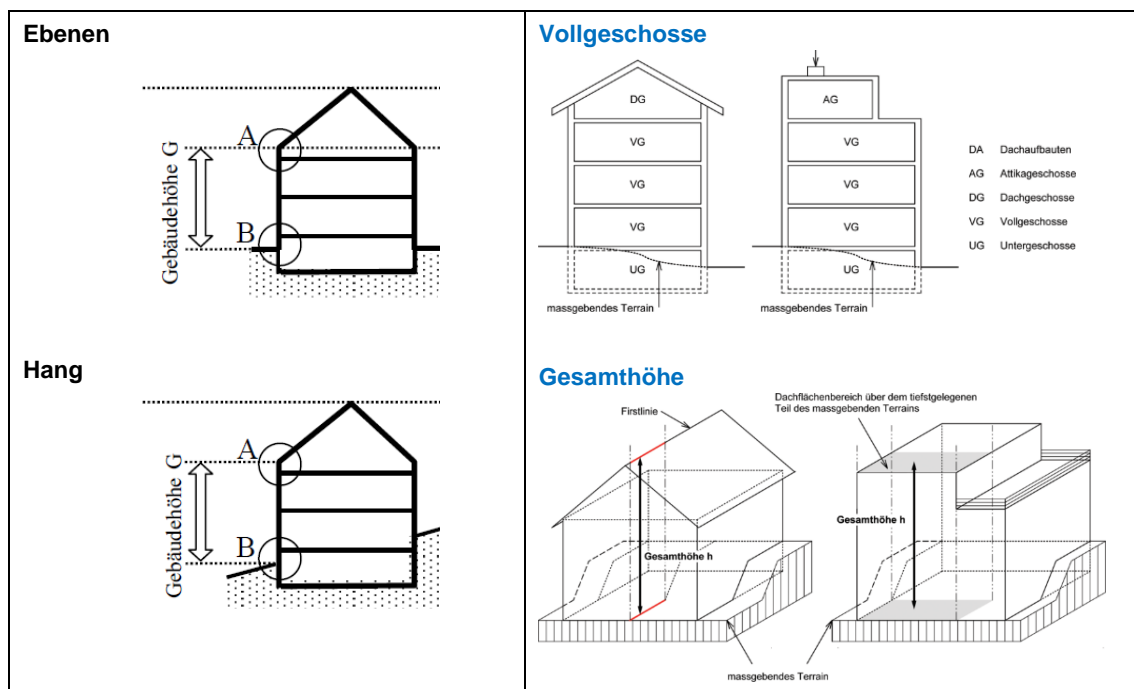 Ebenen
A
Gebäudehöhe G
B
Hang
A
Gebäudehöhe G
B
Vollgeschosse
DG
VG
VG
VG
UG
massgebendes Terrain
AG
VG
VG
VG
UG
massgebendes Terrain
DA Dachaufbauten
AG Attikageschosse
DG Dachgeschosse
VG Vollgeschosse
UG Untergeschosse
Gesamthöhe
Firstlinie
Gesamthöhe h
Dachflächenbereich über dem tiefstgelegenen
Teil des massgebenden Terrains
Gesamthöhe h
massgebendes Terrain